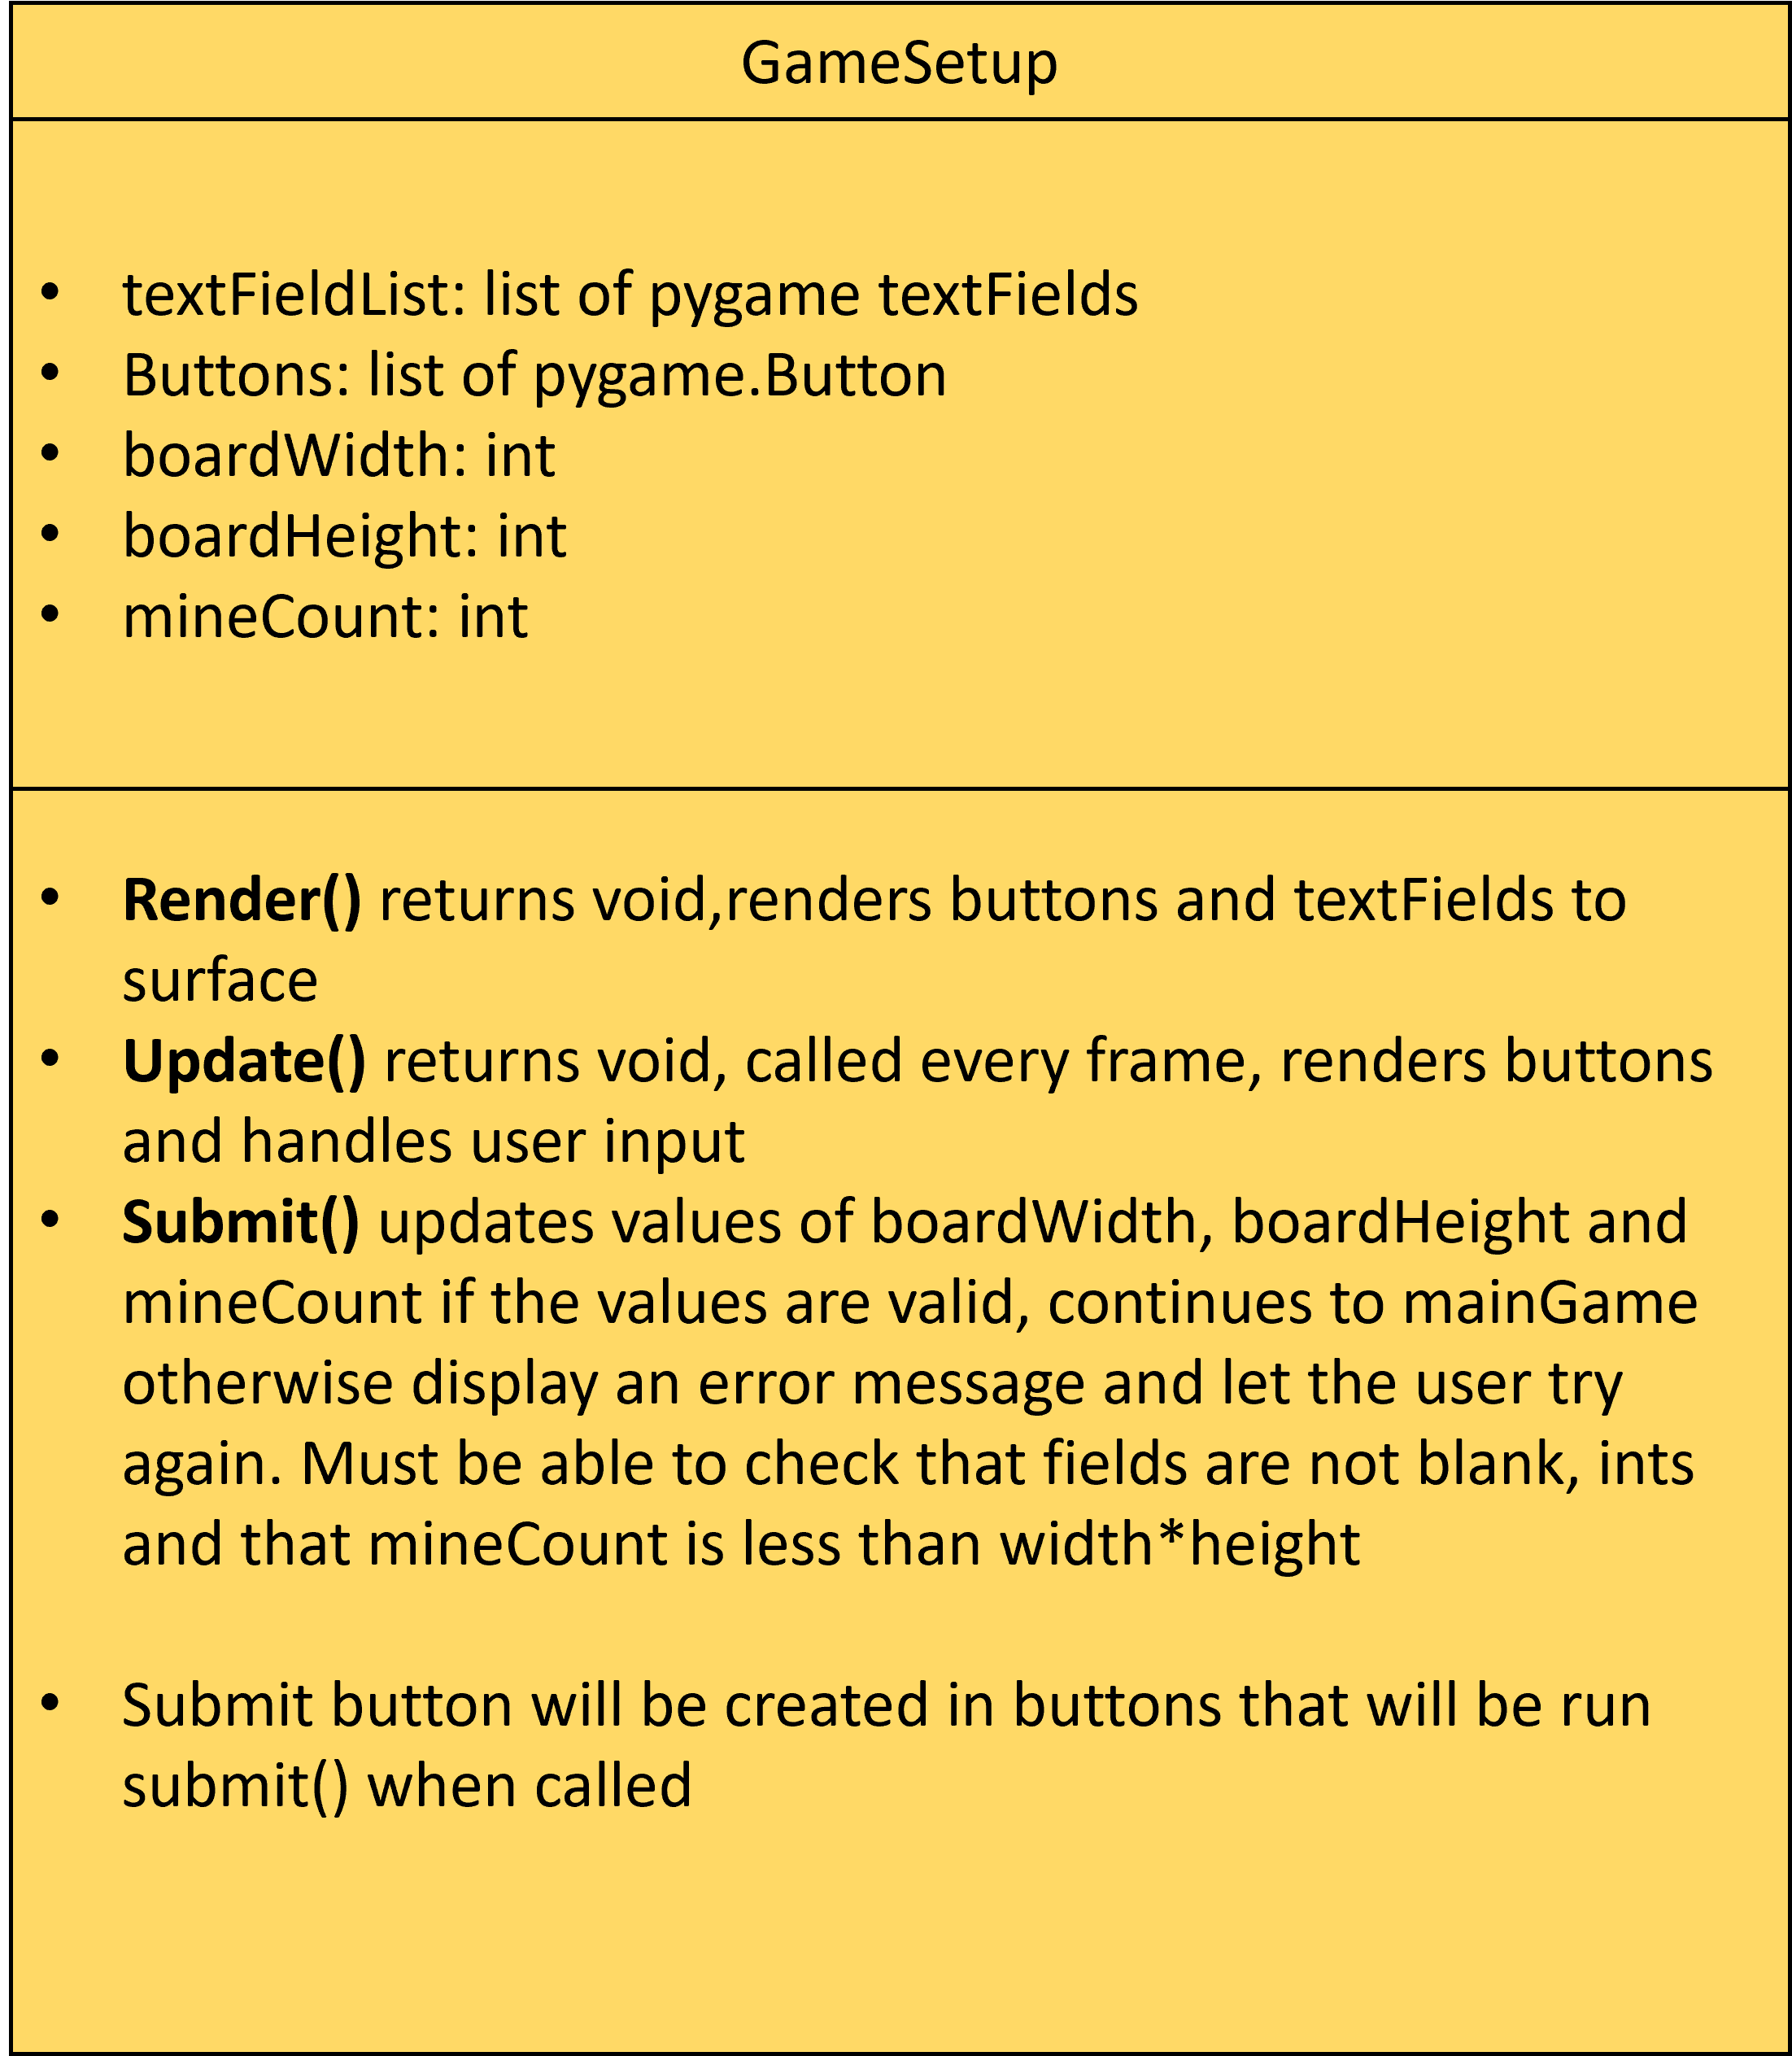 GameSetup
• textFieldList: list of pygame textFields
• Buttons: list of pygame.Button
• boardWidth: int
• boardHeight: int
• mineCount: int
• Render() returns void,renders buttons and textFields to
surface
• Update() returns void, called every frame, renders buttons
and handles user input
• Submit() updates values of boardWidth, boardHeight and
mineCount if the values are valid, continues to mainGame
otherwise display an error message and let the user try
again. Must be able to check that fields are not blank, ints
and that mineCount is less than width*height
• Submit button will be created in buttons that will be run
submit() when called